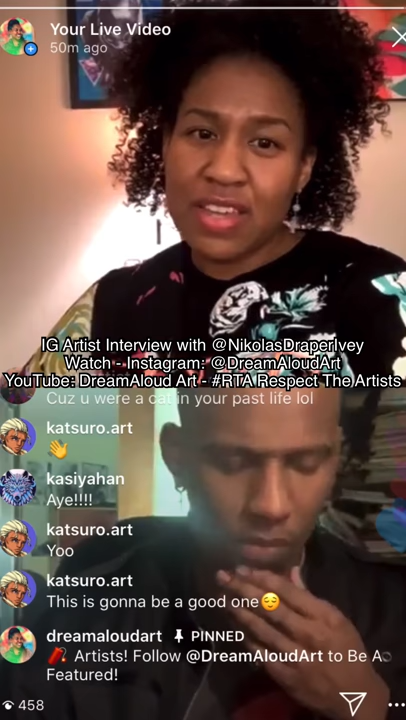 Your Live Video
50m ago
IG Artist Interview with @NikolasDraperIvey
Watch - Instagram: @DreamAloudArt
YouTube: DreamAloud Art - #RTA Respect The Artists
Cuz u were a cat in your past life lol
katsuro.art
👋
kasiyahan
Aye!!!!
katsuro.art
Yoo
katsuro.art
This is gonna be a good one😌
dreamaloudart PINNED
🧨 Artists! Follow @DreamAloudArt to Be A
Featured!
458